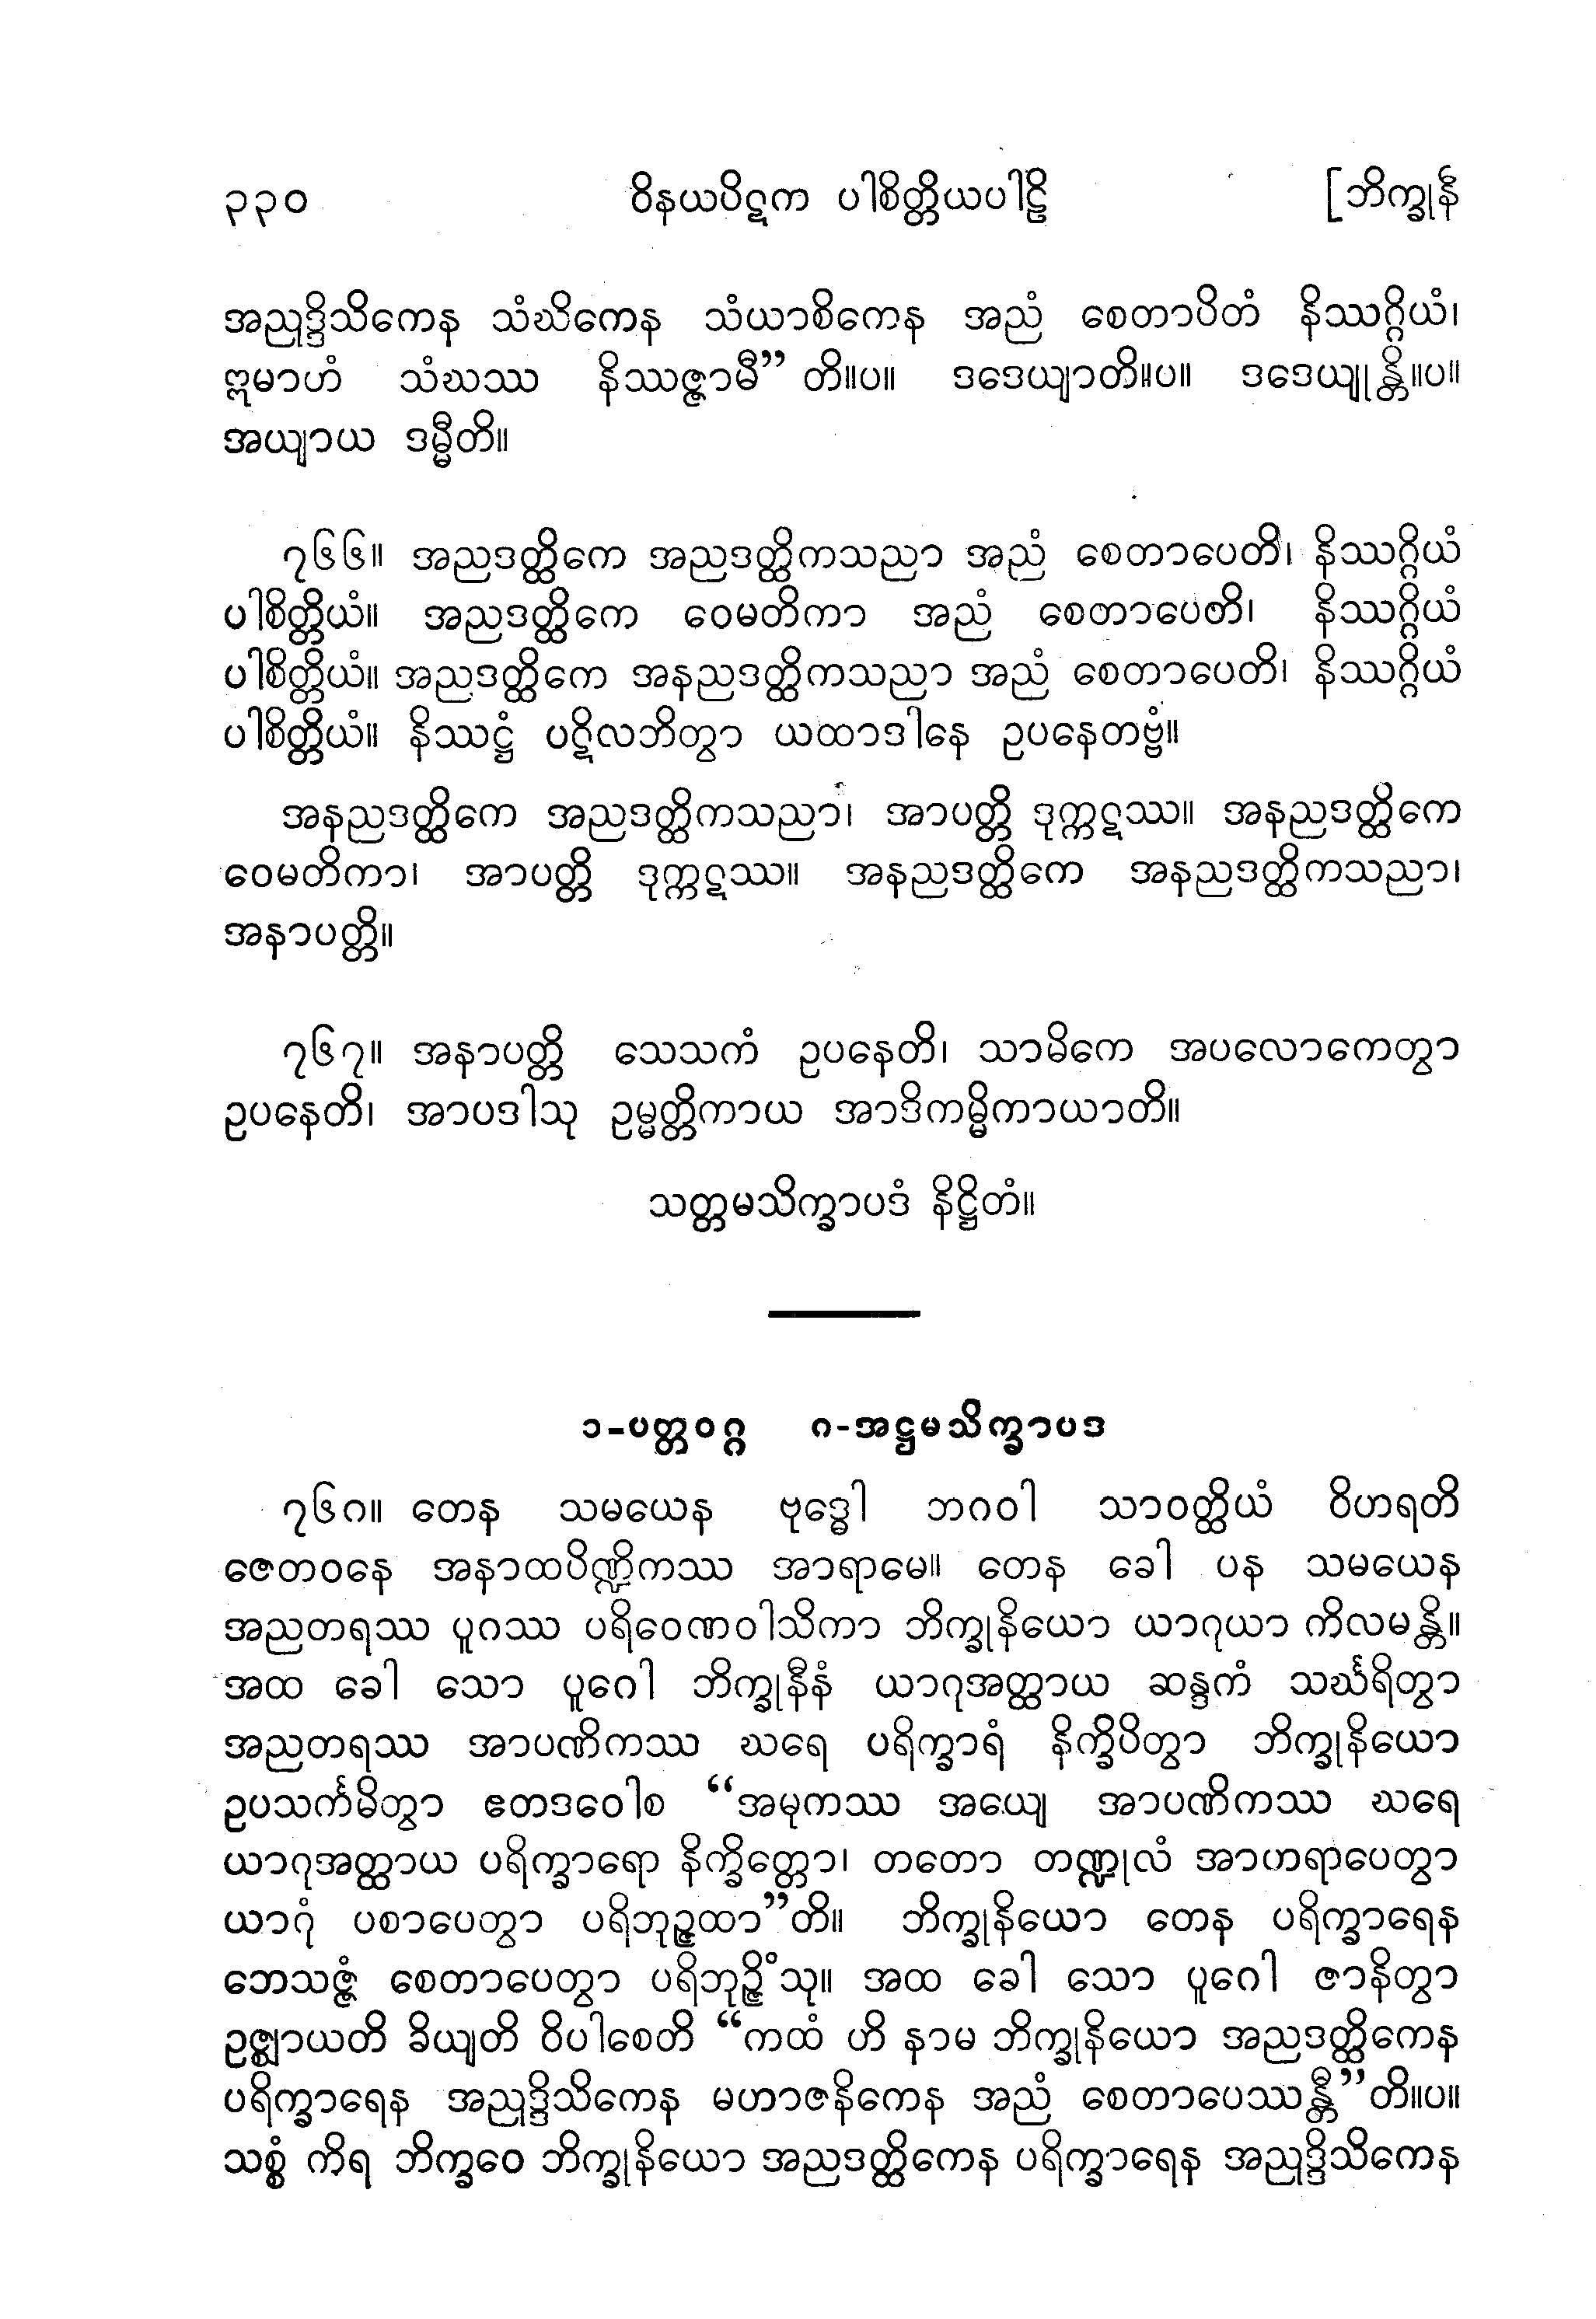 ၃၃၀ ဝိနယပိဋက ပါစိတ္တိယပါဠိ [ဘိက္ခုနီ
အညုဒ္ဒိသိကေန သံဃိကေန သံယာစိကေန အညံ စေတာပိတံ နိဿဂ္ဂိယံ၊
ဣမာဟံ သံဃဿ နိဿဇ္ဇာမီ” တိ။ပ။ ဒဒေယျာတိ။ပ။ ဒဒေယျုန္တိ။ပ။
အယျာယ ဒမ္မီတိ။
၇၆၆။ အညဒတ္ထိကေ အညဒတ္ထိကသညာ အညံ စေတာပေတိ၊ နိဿဂ္ဂိယံ
ပါစိတ္တိယံ။ အညဒတ္ထိကေ ဝေမတိကာ အညံ စေတာပေတိ၊ နိဿဂ္ဂိယံ
ပါစိတ္တိယံ။ အညဒတ္ထိကေ အနညဒတ္ထိကသညာ အညံ စေတာပေတိ၊ နိဿဂ္ဂိယံ
ပါစိတ္တိယံ။ နိဿဋ္ဌံ ပဋိလဘိတွာ ယထာဒါနေ ဥပနေတဗ္ဗံ။
အနညဒတ္ထိကေ အညဒတ္ထိကသညာ၊ အာပတ္တိ ဒုက္ကဋဿ။ အနညဒတ္ထိကေ
ဝေမတိကာ၊ အာပတ္တိ ဒုက္ကဋဿ။ အနညဒတ္ထိကေ အနညဒတ္ထိကသညာ၊
အနာပတ္တိ။
၇၆၇။ အနာပတ္တိ သေသကံ ဥပနေတိ၊ သာမိကေ အပလောကေတွာ
ဥပနေတိ၊ အာပဒါသု ဥမ္မတ္တိကာယ အာဒိကမ္မိကာယာတိ။
သတ္တမသိက္ခာပဒံ နိဋ္ဌိတံ။
၁-ပတ္တဝဂ္ဂ ၈-အဋ္ဌမသိက္ခာပဒ
၇၆၈။ တေန သမယေန ဗုဒ္ဓေါ ဘဂဝါ သာဝတ္ထိယံ ဝိဟရတိ
ဇေတဝနေ အနာထပိဏ္ဍိကဿ အာရာမေ။ တေန ခေါ ပန သမယေန
အညတရဿ ပူဂဿ ပရိဝေဏဝါသိကာ ဘိက္ခုနိယော ယာဂုယာ ကိလမန္တိ။
အထ ခေါ သော ပူဂေါ ဘိက္ခုနီနံ ယာဂုအတ္ထာယ ဆန္ဒကံ သင်္ဃရိတွာ
အညတရဿ အာပဏိကဿ ဃရေ ပရိက္ခာရံ နိက္ခိပိတွာ ဘိက္ခုနိယော
ဥပသင်္ကမိတွာ ဧတဒဝေါစ “အမုကဿ အယျေ အာပဏိကဿ ဃရေ
ယာဂုအတ္ထာယ ပရိက္ခာရော နိက္ခိတ္တော၊ တတော တဏ္ဍုလံ အာဟရာပေတွာ
ယာဂုံ ပစာပေတွာ ပရိဘုဉ္ဇထာ”တိ။ ဘိက္ခုနိယော တေန ပရိက္ခာရေန
ဘေသဇ္ဇံ စေတာပေတွာ ပရိဘုဉ္ဇိံသု။ အထ ခေါ သော ပူဂေါ ဇာနိတွာ
ဥဇ္ဈာယတိ ခိယျတိ ဝိပါစေတိ “ကထံ ဟိ နာမ ဘိက္ခုနိယော အညဒတ္ထိကေန
ပရိက္ခာရေန အညုဒ္ဒိသိကေန မဟာဇနိကေန အညံ စေတာပေဿန္တီ”တိ။ပ။
သစ္စံ ကိရ ဘိက္ခဝေ ဘိက္ခုနိယော အညဒတ္ထိကေန ပရိက္ခာရေန အညုဒ္ဒိသိကေန